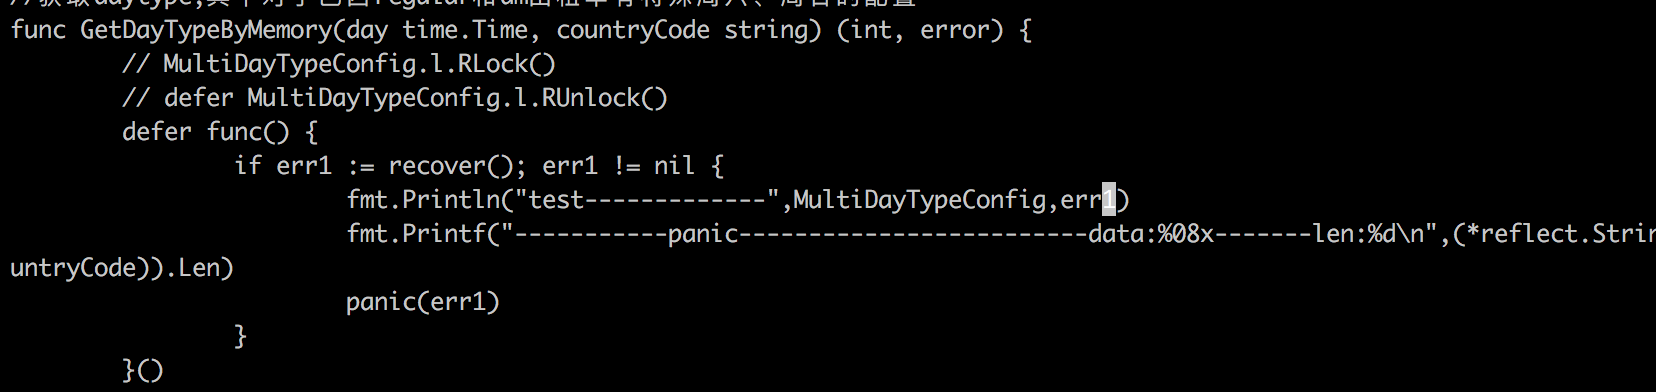 func GetDayTypeByMemory(day time.Time, countryCode string) (int, error) {
// MultiDayTypeConfig.l.RLock()
// defer MultiDayTypeConfig.l.RUnlock()
defer func() {
if err1 := recover(); err1 != nil {
fmt.Println("test-------------",MultiDayTypeConfig,err1)
fmt.Printf("-----------panic-------------------------data:%08x-------len:%d\n",(*reflect.Strin
untryCode)).Len)
panic(err1)
}
}()